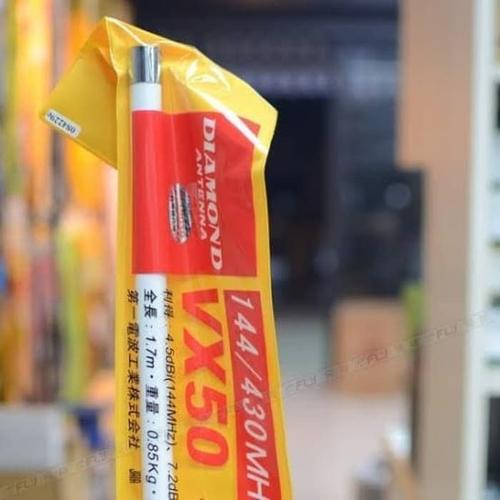 DIAMOND
ANTENNA
144/430MH
VX50
利得：4.5dBi(144MHz)、7.2dB
全長：1.7m・重量：0.85Kg・
第一電波工業株式会社